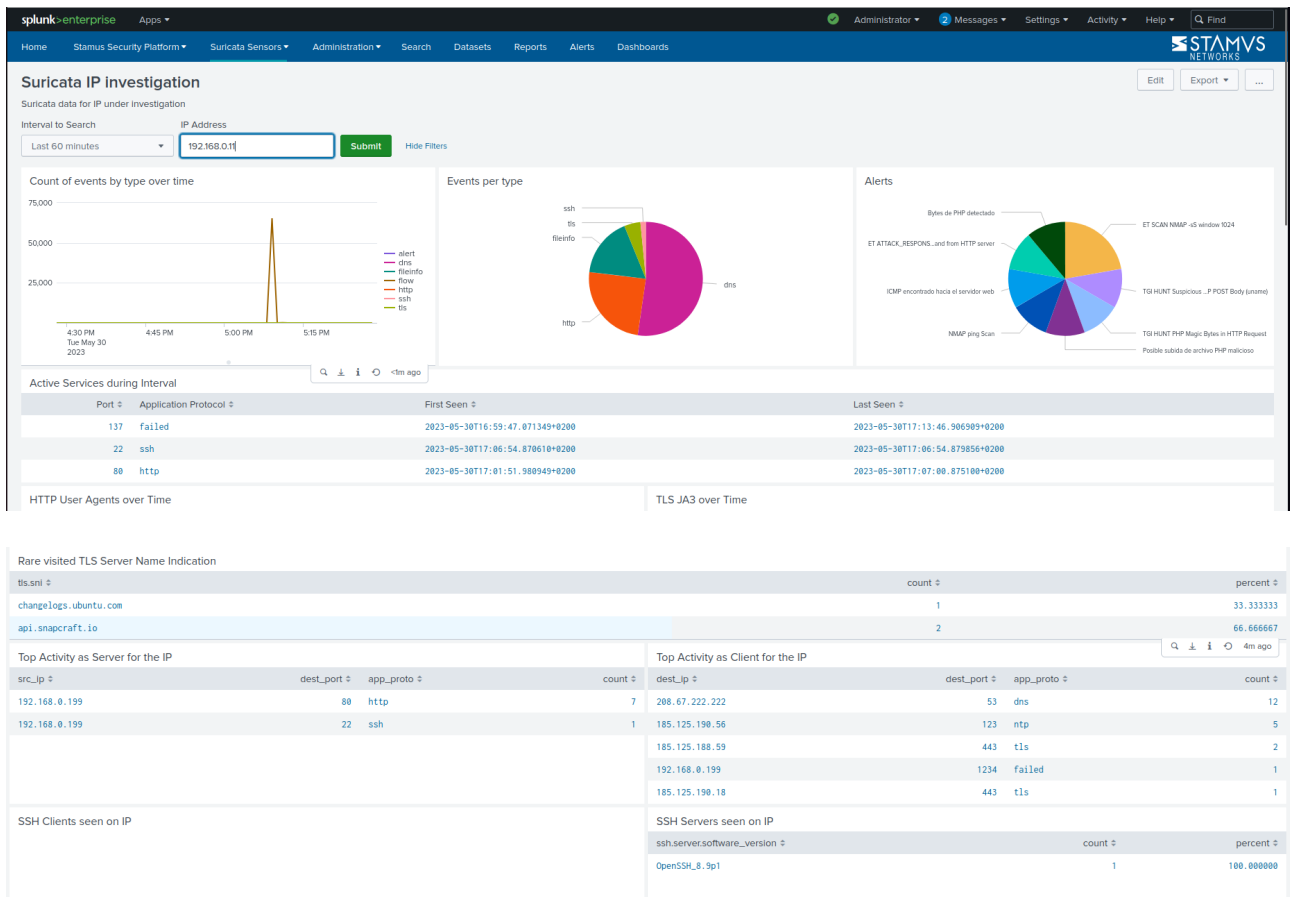 splunk>enterprise Apps Administrator 2 Messages Settings Activity Help Find
Home Stamus Security Platform Suricata Sensors Administration Search Datasets Reports Alerts Dashboards
STAMVS
NETWORKS
Suricata IP investigation
Edit Export ...
Suricata data for IP under investigation
Interval to Search IP Address
Last 60 minutes 192.168.0.11 Submit Hide Filters
Count of events by type over time
75,000
50,000
25,000
4:30 PM 4:45 PM 5:00 PM 5:15 PM
Tue May 30
2023
alert
dns
fileinfo
flow
http
ssh
tls
Events per type
ssh
tls
fileinfo
dns
http
Alerts
Bytes de PHP detectado
ET SCAN NMAP -sS window 1024
ET ATTACK_RESPONS...and from HTTP server
ICMP encontrado hacia el servidor web
TGI HUNT Suspicious ...P POST Body (uname)
NMAP ping Scan
TGI HUNT PHP Magic Bytes in HTTP Request
Posible subida de archivo PHP malicioso
<1m ago
Active Services during Interval
Port Application Protocol First Seen Last Seen
137 failed 2023-05-30T16:59:47.071349+0200 2023-05-30T17:13:46.906909+0200
22 ssh 2023-05-30T17:06:54.870610+0200 2023-05-30T17:06:54.879856+0200
80 http 2023-05-30T17:01:51.980949+0200 2023-05-30T17:07:00.875100+0200
HTTP User Agents over Time TLS JA3 over Time
Rare visited TLS Server Name Indication
tls.sni count percent
changelogs.ubuntu.com 1 33.333333
api.snapcraft.io 2 66.666667
4m ago
Top Activity as Server for the IP
src_ip dest_port app_proto count
192.168.0.199 80 http 7
192.168.0.199 22 ssh 1
Top Activity as Client for the IP
dest_ip dest_port app_proto count
208.67.222.222 53 dns 12
185.125.190.56 123 ntp 5
185.125.188.59 443 tls 2
192.168.0.199 1234 failed 1
185.125.190.18 443 tls 1
SSH Clients seen on IP
SSH Servers seen on IP
ssh.server.software_version count percent
OpenSSH_8.9p1 1 100.000000